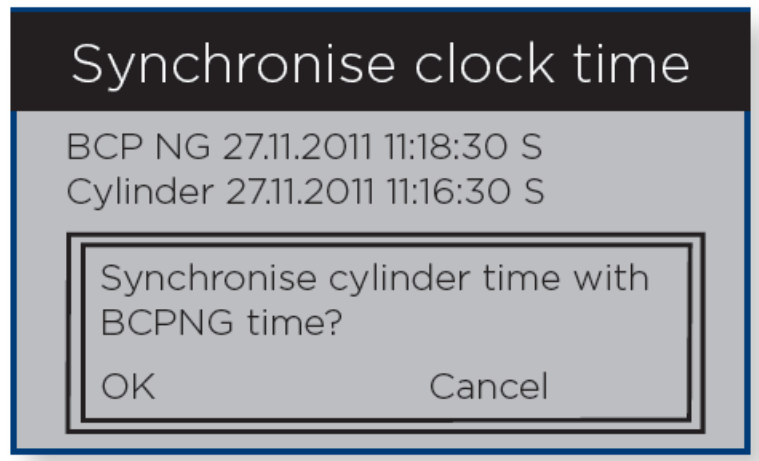 Synchronise clock time
BCP NG 27.11.2011 11:18:30 S
Cylinder 27.11.2011 11:16:30 S
Synchronise cylinder time with
BCPNG time?
OK Cancel